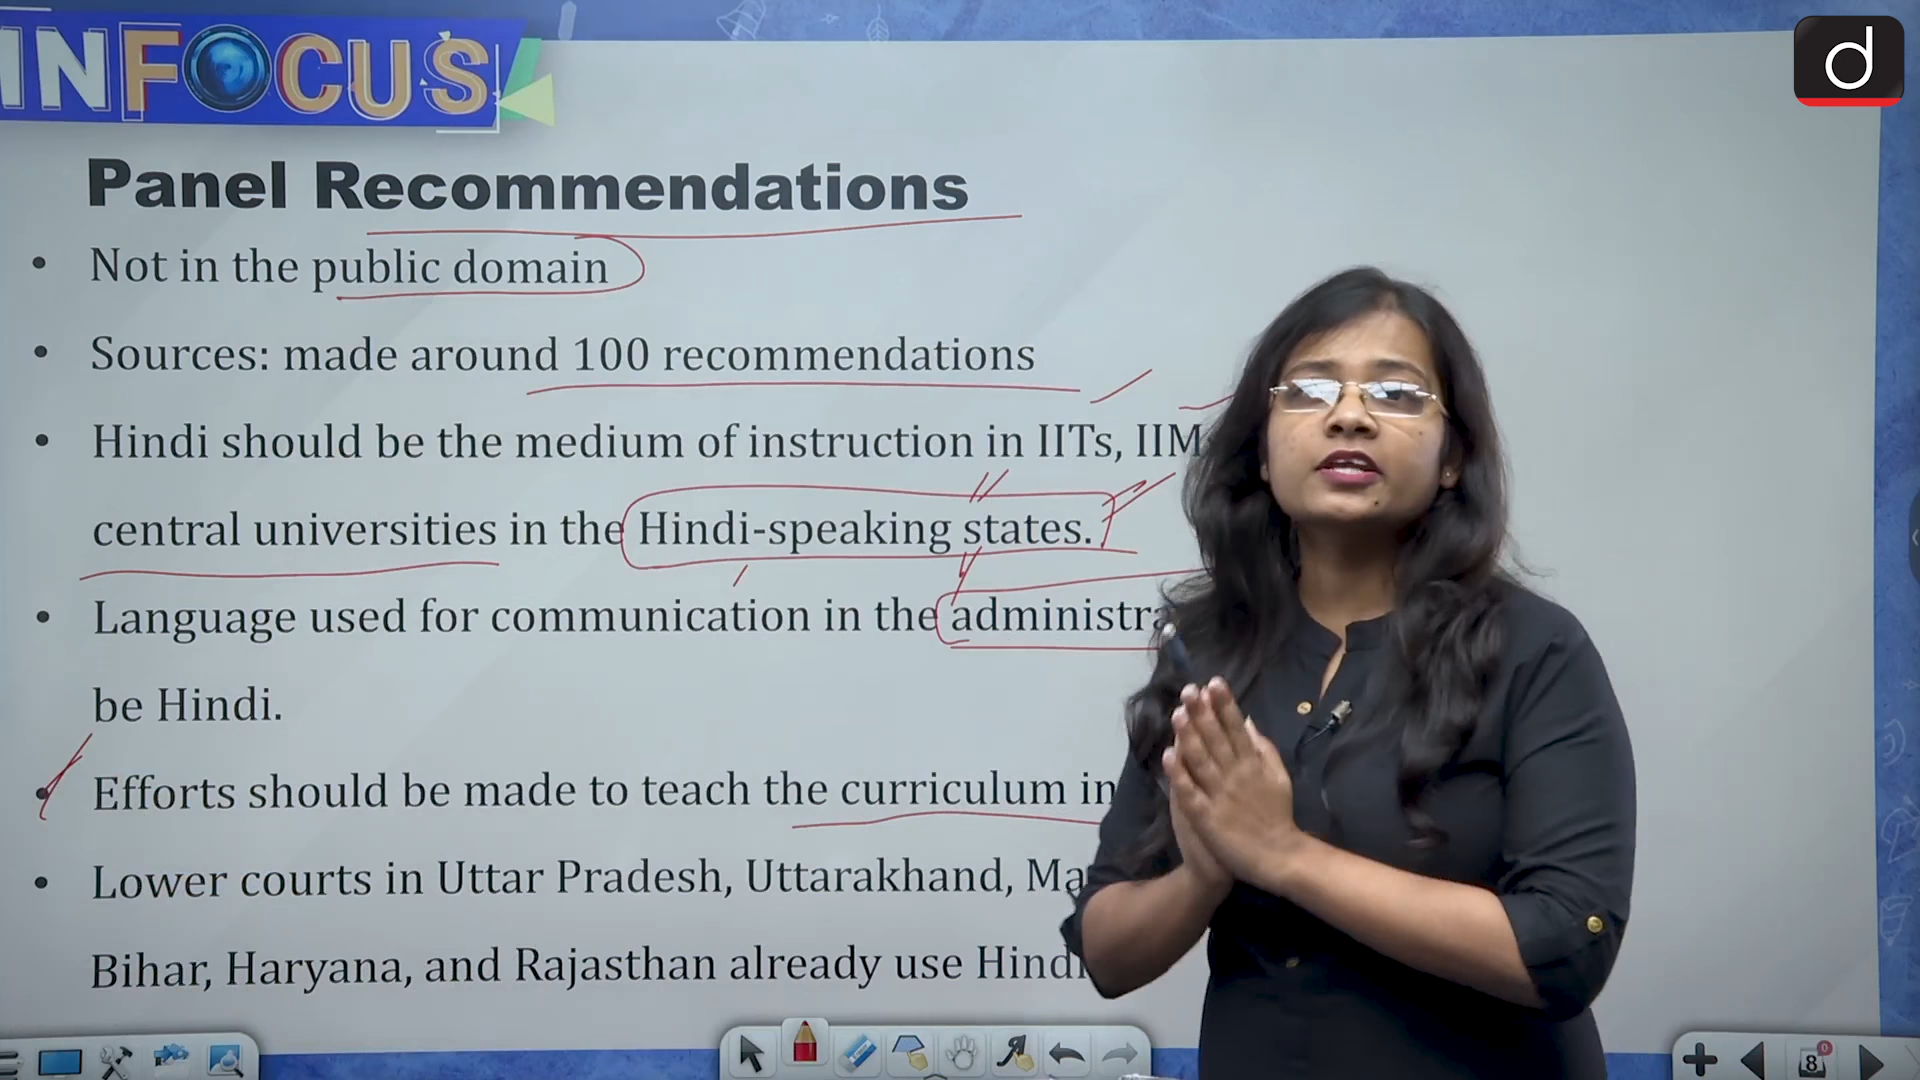 INFOCUS
d
Panel Recommendations
• Not in the public domain
• Sources: made around 100 recommendations
• Hindi should be the medium of instruction in IITs, IIM
central universities in the Hindi-speaking states.
• Language used for communication in the
be Hindi.
• Efforts should be made to teach the curriculum in
• Lower courts in Uttar Pradesh, Uttarakhand,
Bihar, Haryana, and Rajasthan already use Hindi
8
0